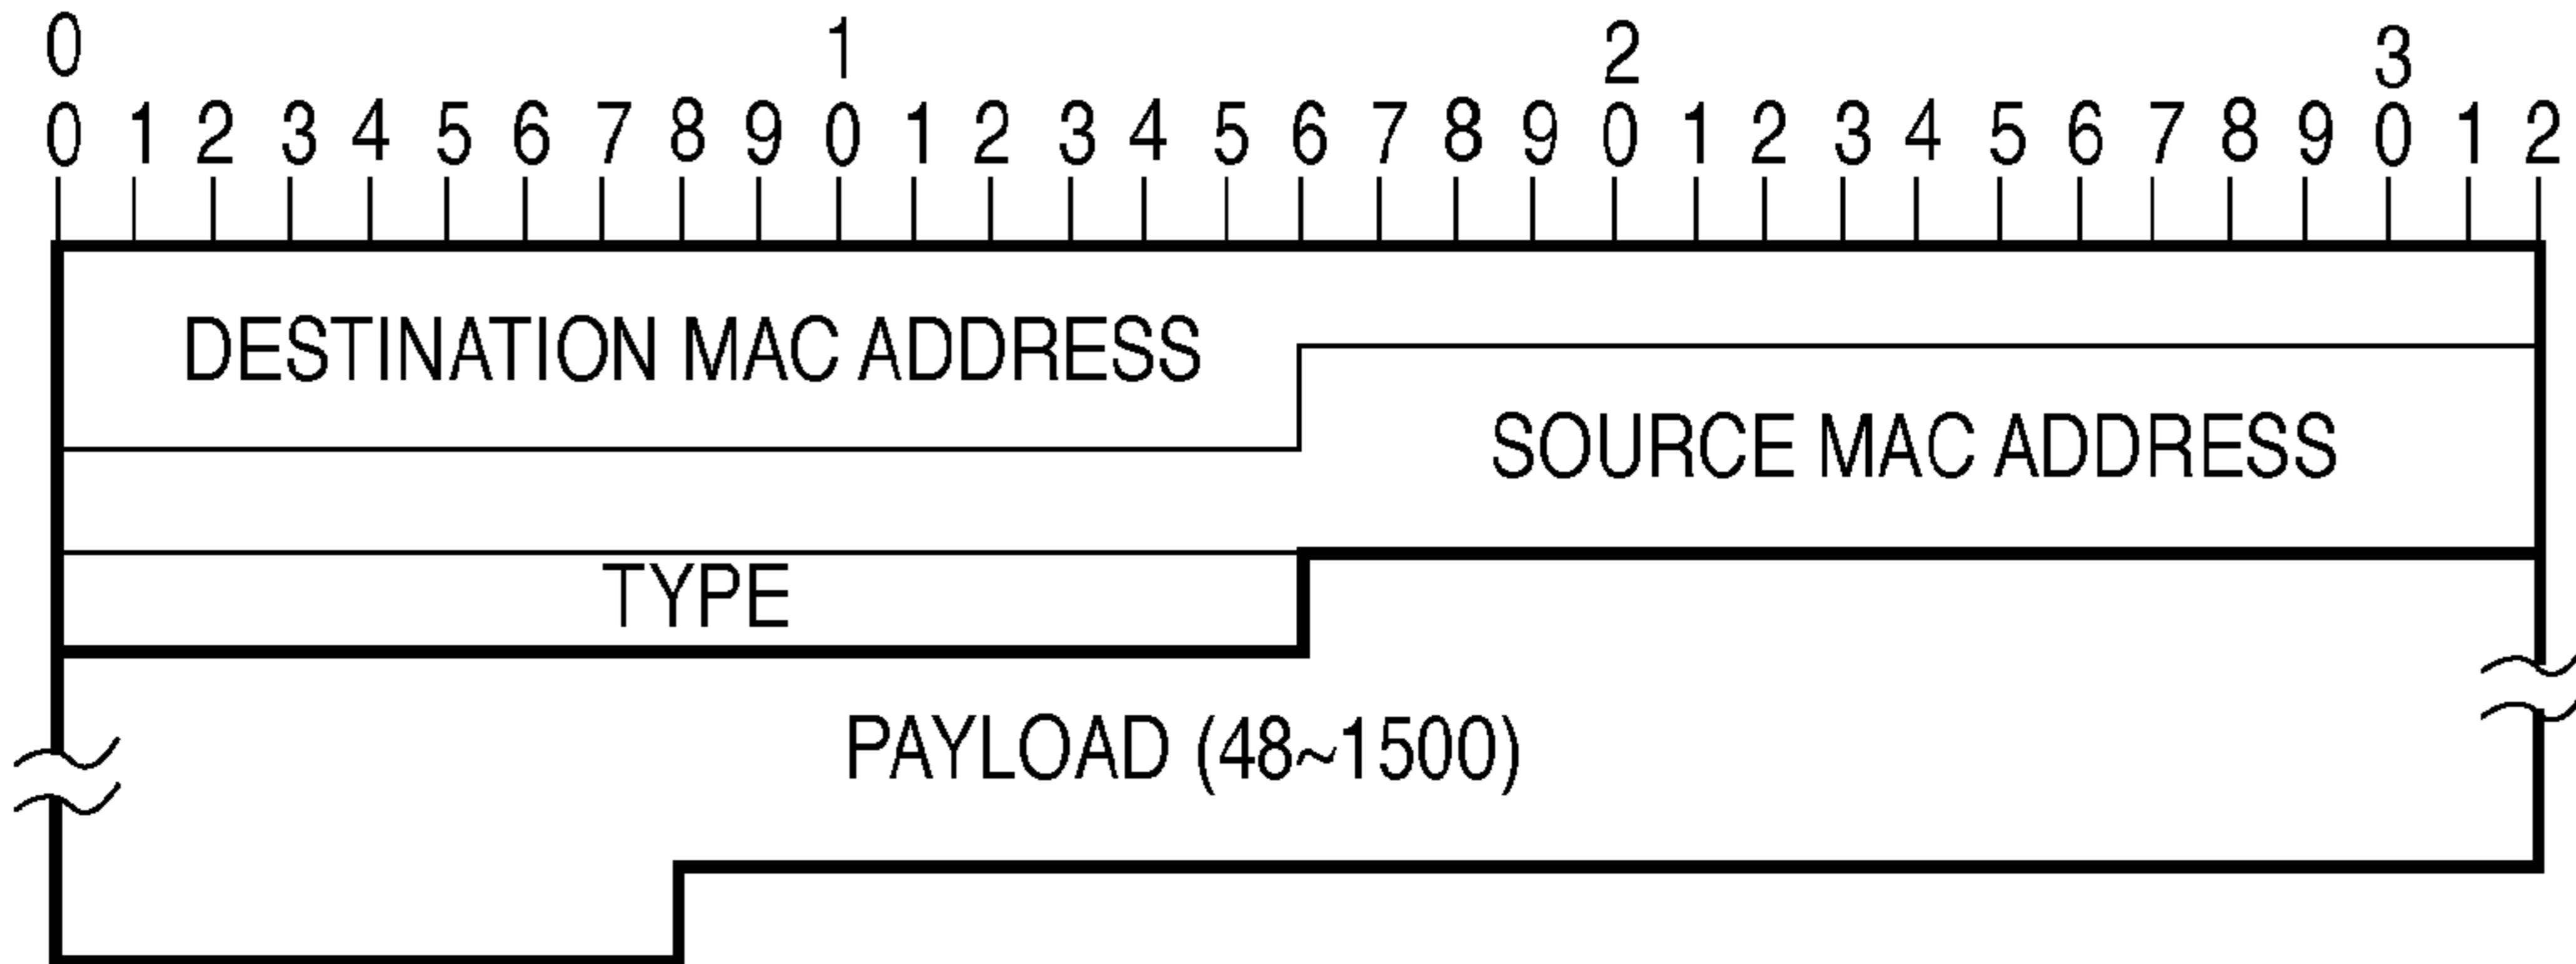 0 1 2 3
0 1 2 3 4 5 6 7 8 9 0 1 2 3 4 5 6 7 8 9 0 1 2 3 4 5 6 7 8 9 0 1 2
DESTINATION MAC ADDRESS
SOURCE MAC ADDRESS
TYPE
PAYLOAD (48~1500)